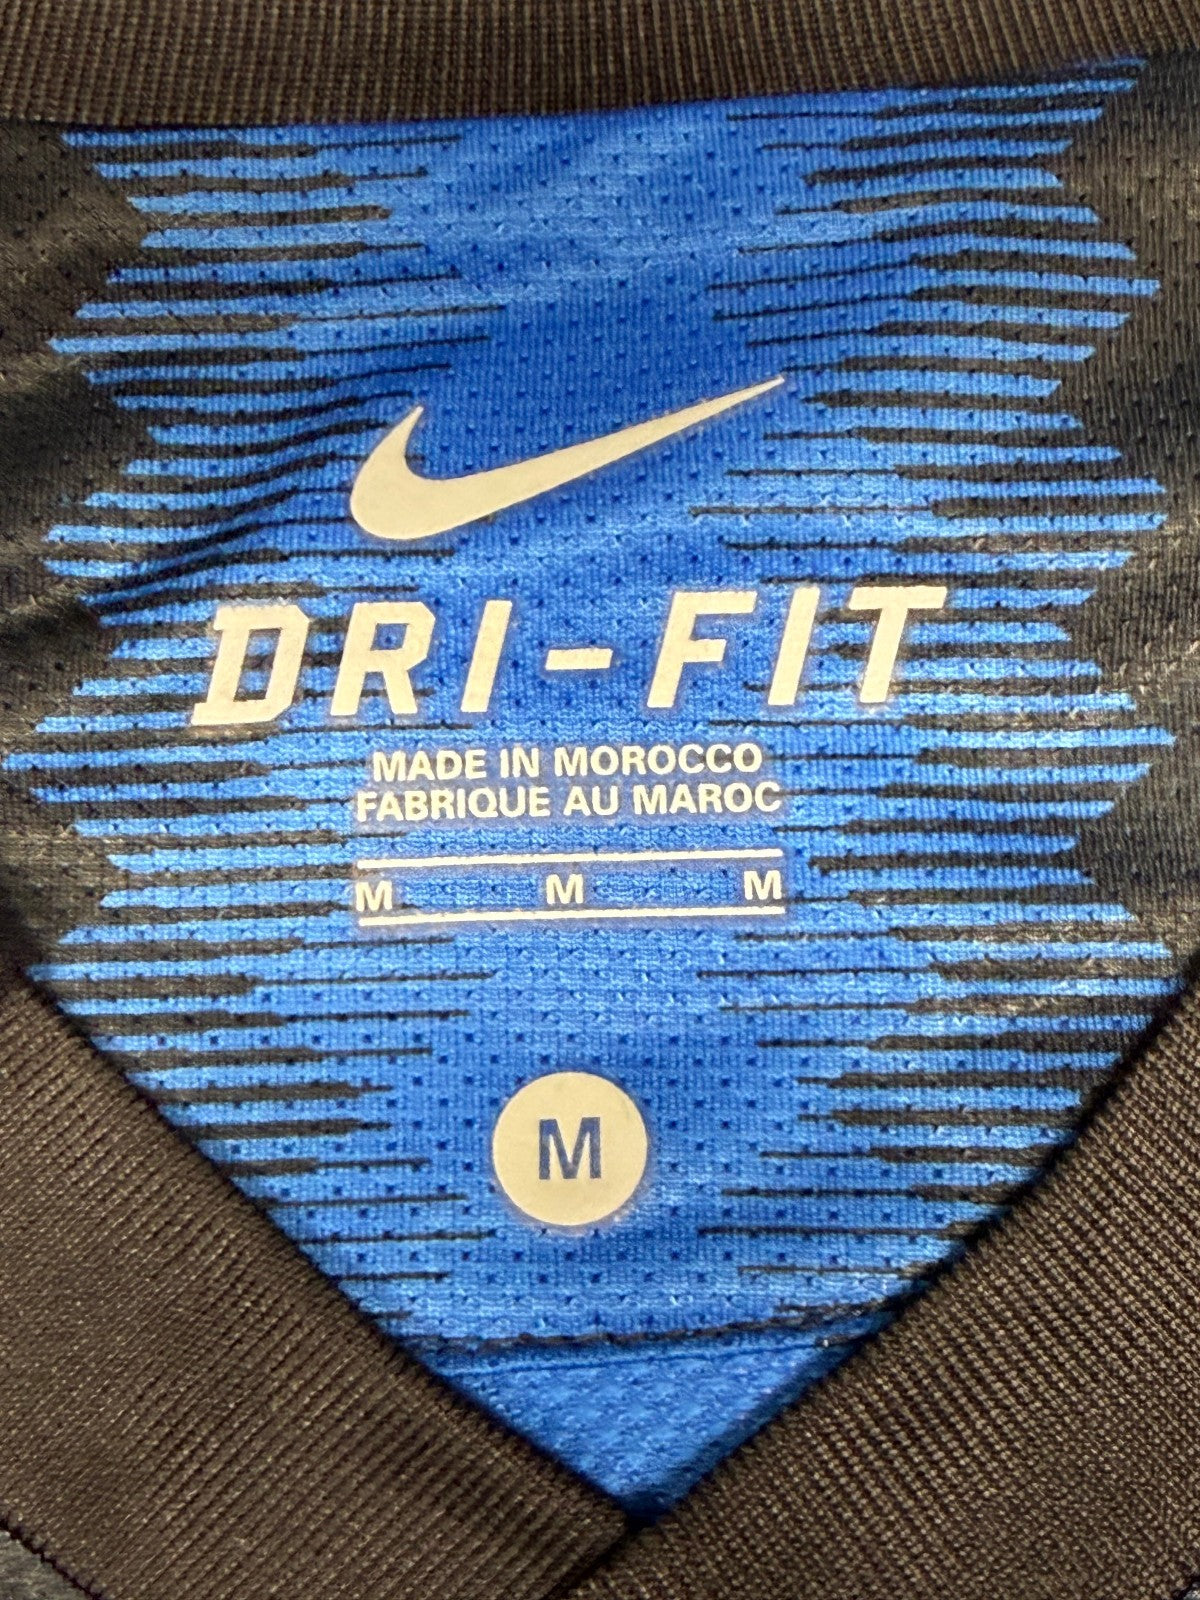 DRI-FIT
MADE IN MOROCCO
FABRIQUE AU MAROC
M M M
M